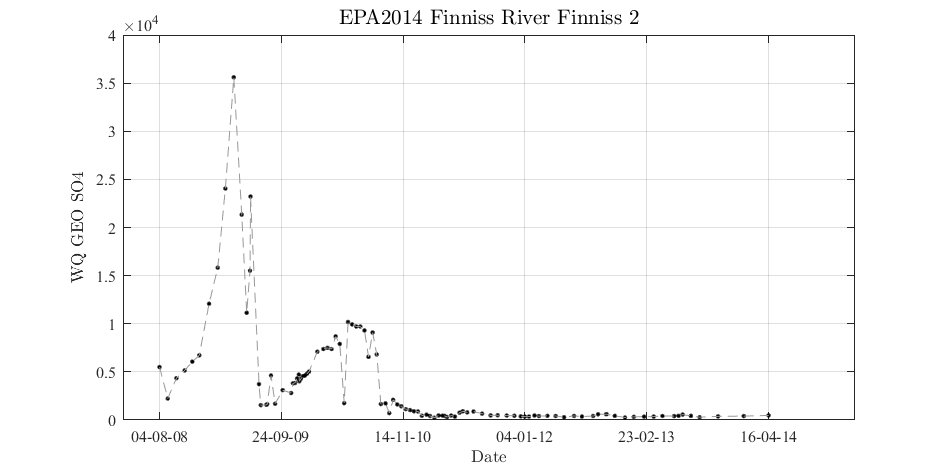 EPA2014 Finniss River Finniss 2
×10⁴
4
3.5
3
2.5
2
1.5
1
0.5
0
WQ GEO SO4
04-08-08 24-09-09 14-11-10 04-01-12 23-02-13 16-04-14
Date